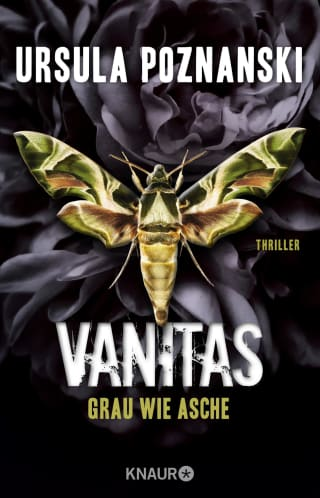 URSULA POZNANSKI
THRILLER
VANITAS
GRAU WIE ASCHE
KNAUR